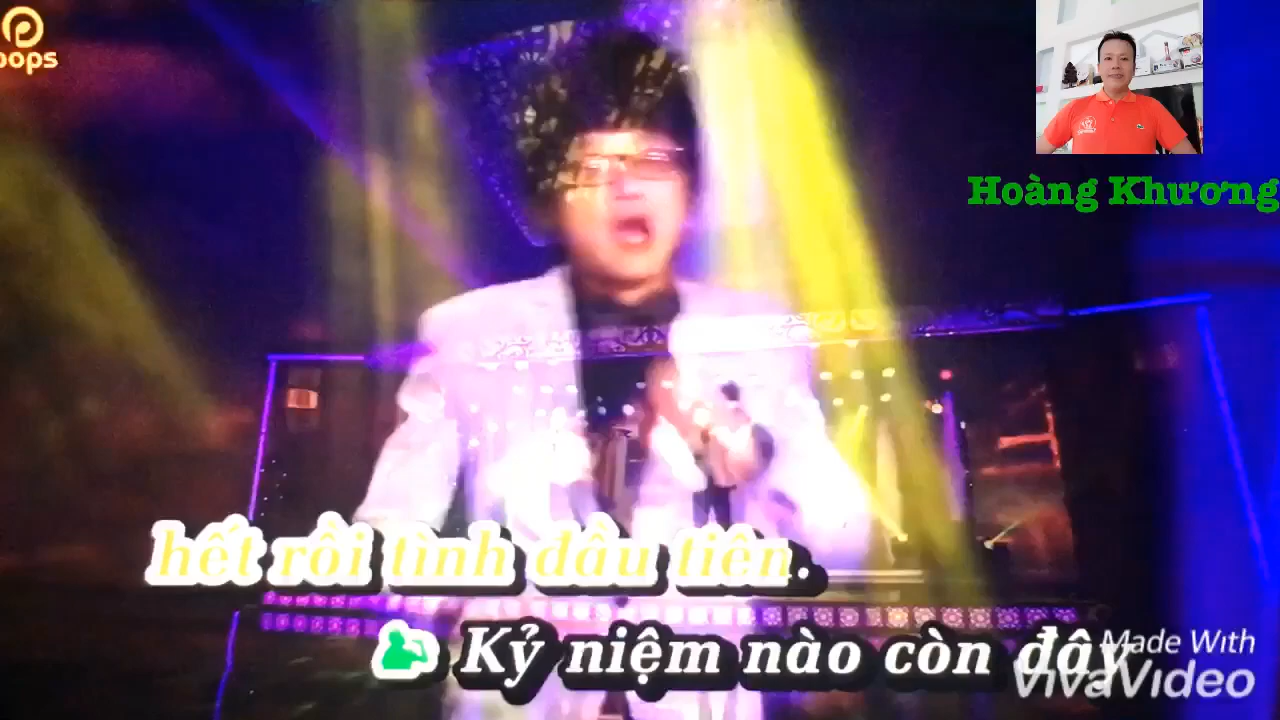 pops
Hoàng Khương
hết rồi tình đầu tiên.
Kỷ niệm nào còn đây
Made With
VivaVideo